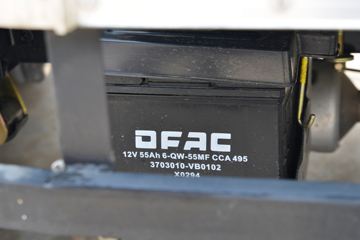 DFAC
12V 55Ah 6-QW-55MF CCA 495
3703010-VB0102
X0294